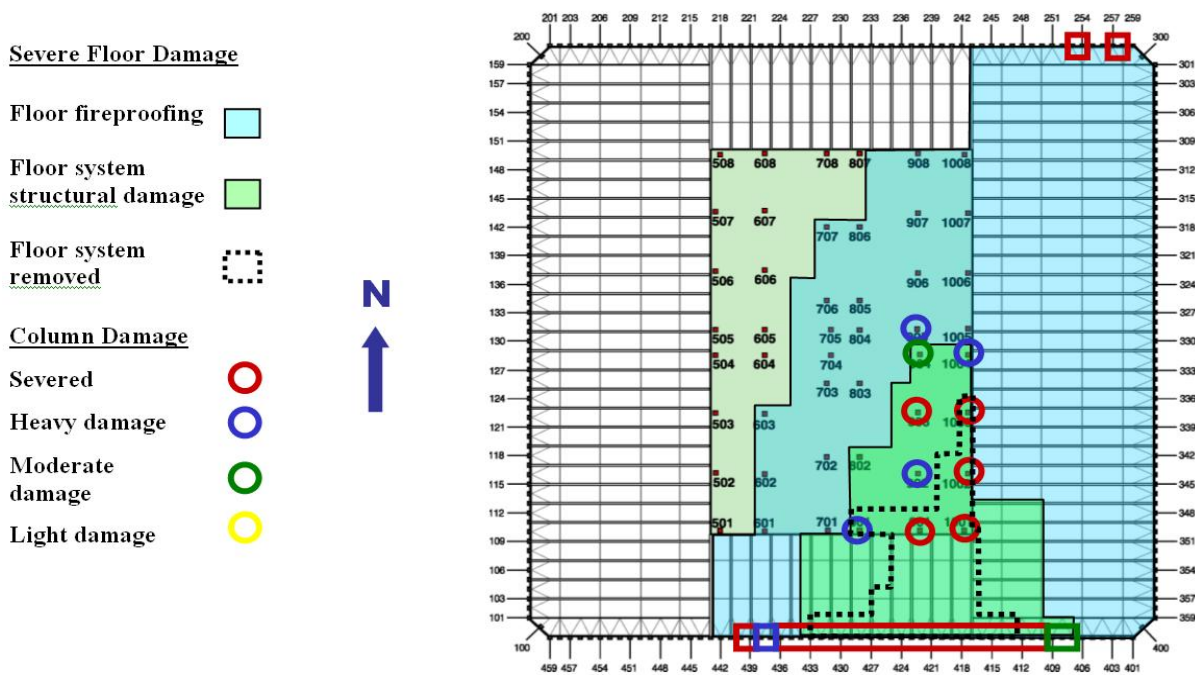 Severe Floor Damage
Floor fireproofing
Floor system
structural damage
Floor system
removed
Column Damage
Severed
Heavy damage
Moderate
damage
Light damage
N
201 203 206 209 212 215 218 221 224 227 230 233 236 239 242 245 248 251 254 257 259
200 300
159 301
157 303
154 306
151 309
508 608 708 807 908 1008
148 312
145 315
507 607 907 1007
142 318
707 806
139 321
506 606 906 1006
136 324
706 805
133 327
505 605 705 804 1005
130 330
504 604 704
127 333
703 803
124 336
503 603
121 339
118 342
702 802
115 345
502 602
112 348
501 601 701
109 351
106 354
103 357
101 359
100 400
459 457 454 451 448 445 442 439 436 433 430 427 424 421 418 415 412 409 406 403 401